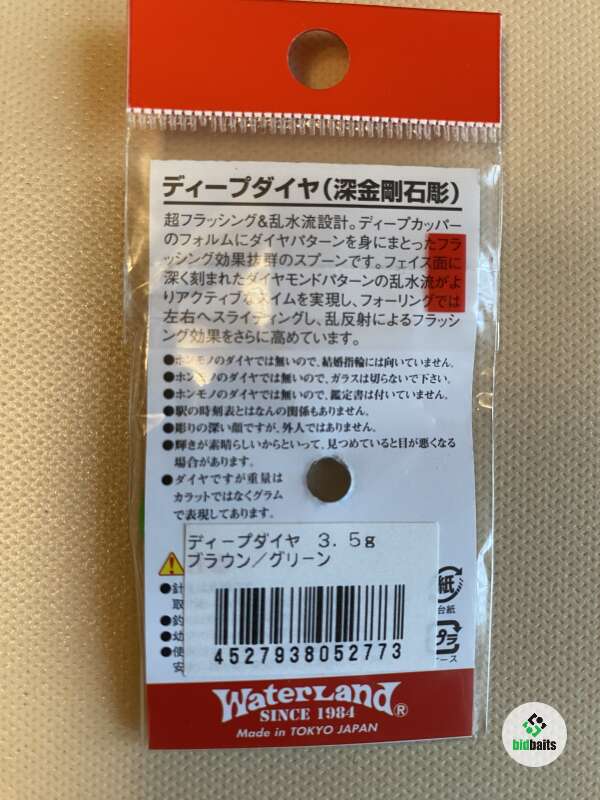 ディープダイヤ(深金剛石彫)
超フラッシング&乱水流設計。ディープカッパー
のフォルムにダイヤパターンを身にまとったフラ
ッシング効果抜群のスプーンです。フェイス面に
深く刻まれたダイヤモンドパターンの乱水流がよ
りアクティブなスイムを実現し、フォーリングでは
左右へスライディングし、乱反射によるフラッシ
ング効果をさらに高めています。
●ホンモノのダイヤでは無いので、結婚指輪には向いていません。
●ホンモノのダイヤでは無いので、ガラスは切らないで下さい。
●ホンモノのダイヤでは無いので、鑑定書は付いていません。
●駅の時刻表とはなんの関係もありません。
●彫りの深い顔ですが、外人ではありません。
●輝きが素晴らしいからといって、見つめていると目が悪くなる
場合があります。
●ダイヤですが重量は
カラットではなくグラム
で表現してあります。
ディープダイヤ 3.5g
ブラウン/グリーン
●針
取
●釣
●幼
●使
安
紙
台紙
プラ
ケース
4527938052773
WaterLand®
SINCE 1984
Made in TOKYO JAPAN
bidbaits